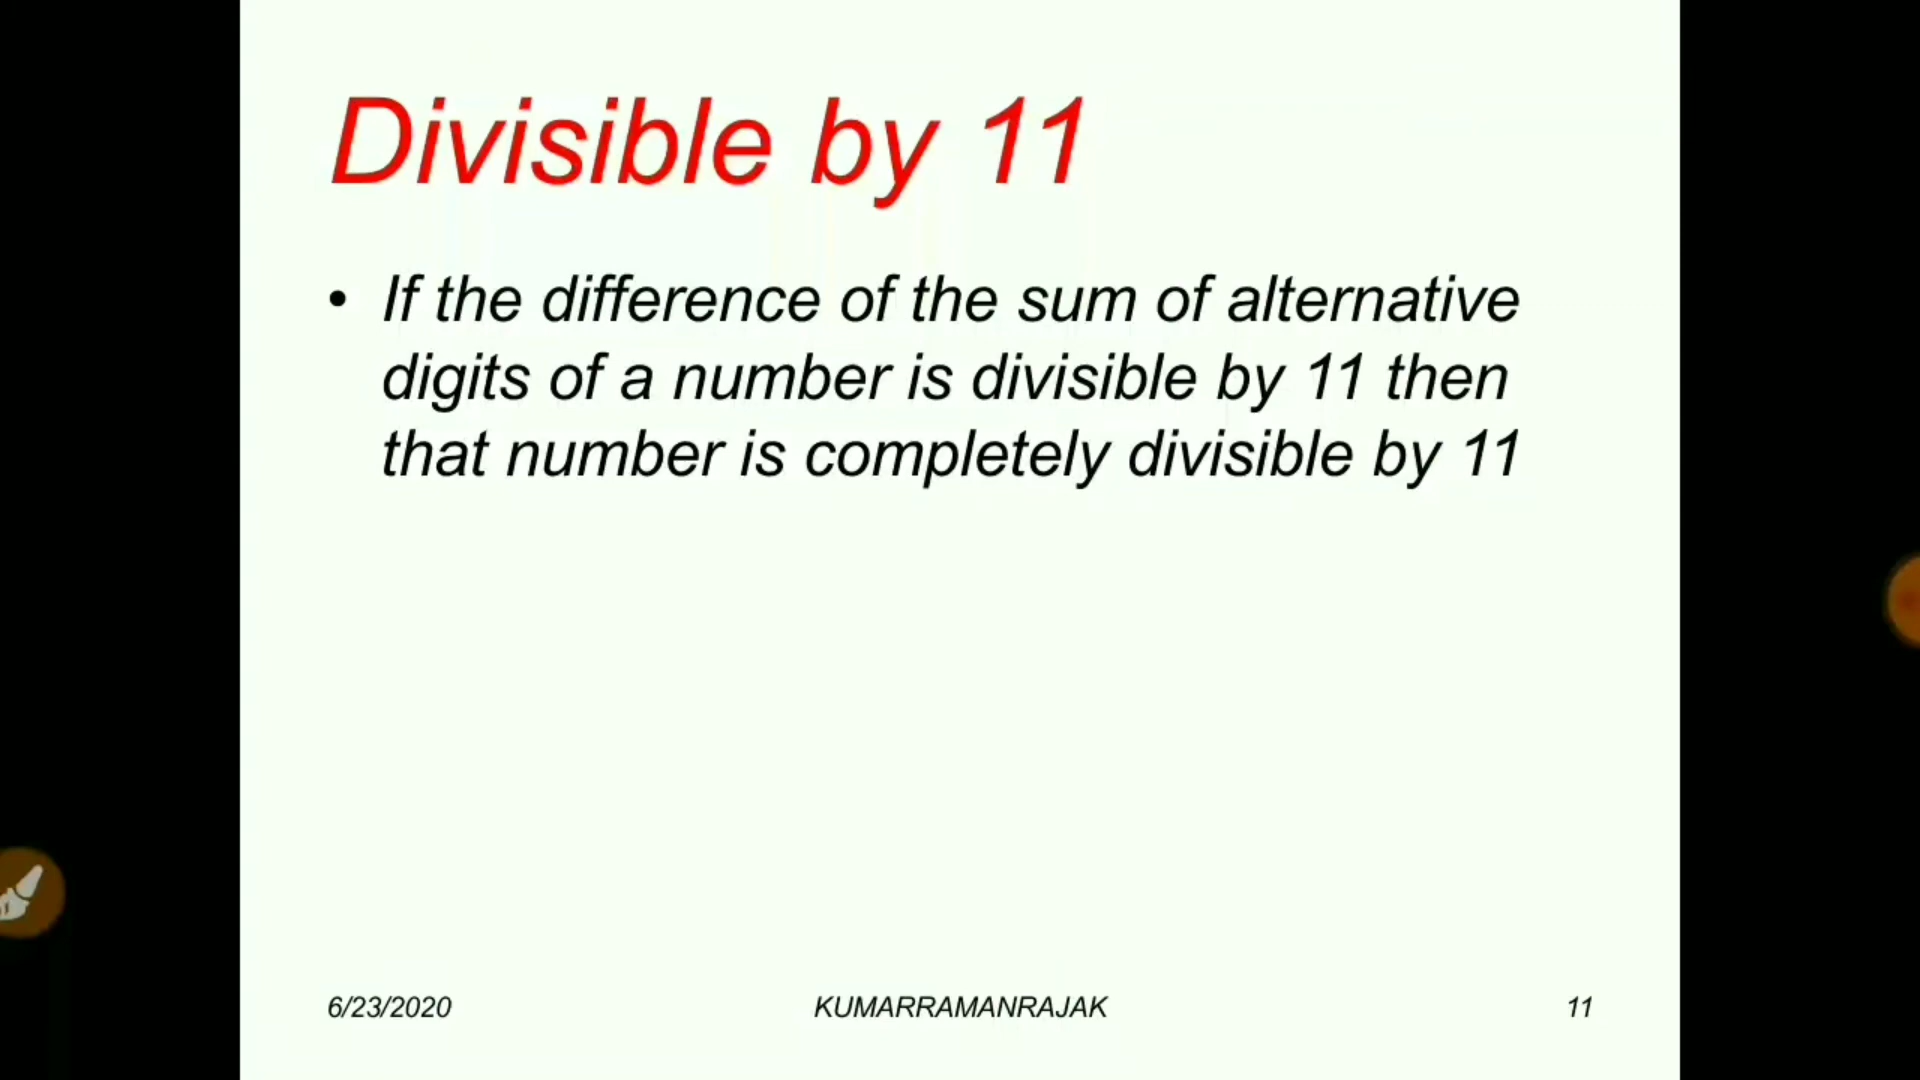 Divisible by 11
• If the difference of the sum of alternative
digits of a number is divisible by 11 then
that number is completely divisible by 11
6/23/2020 KUMARRAMANRAJAK 11